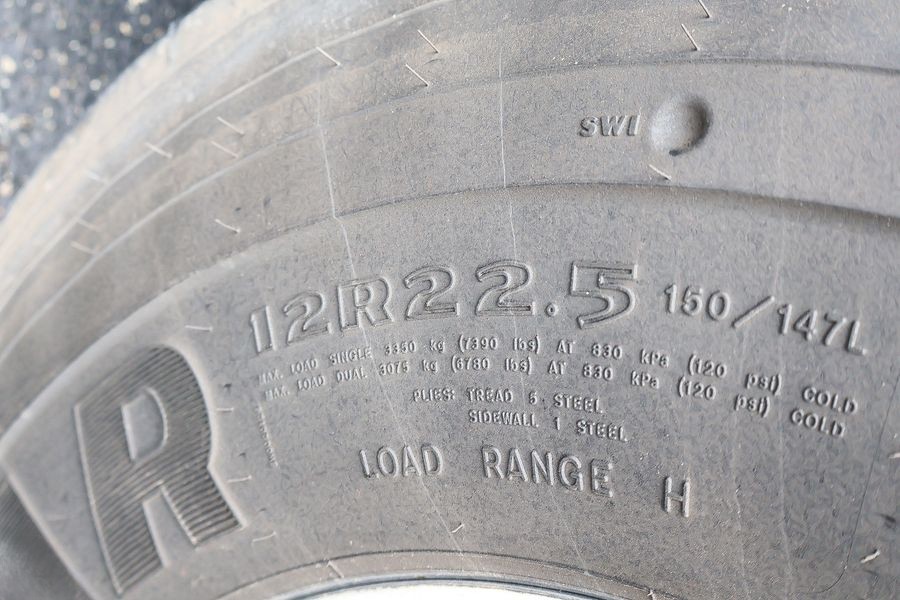 SWI
12R22.5 150/147L
MAX. LOAD SINGLE 3350 kg (7390 lbs) AT 830 kPa (120 psi) COLD
MAX. LOAD DUAL 3075 kg (6780 lbs) AT 830 kPa (120 psi) COLD
PLIES: TREAD 5 STEEL
SIDEWALL 1 STEEL
LOAD RANGE H
R